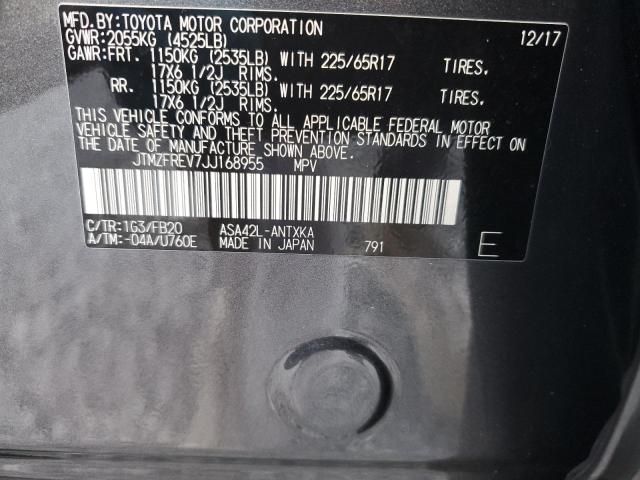 MFD.BY:TOYOTA MOTOR CORPORATION 12/17
GVWR:2055KG (4525LB)
GAWR:FRT. 1150KG (2535LB) WITH 225/65R17 TIRES,
17X6 1/2J RIMS.
RR. 1150KG (2535LB) WITH 225/65R17 TIRES,
17X6 1/2J RIMS.
THIS VEHICLE CONFORMS TO ALL APPLICABLE FEDERAL MOTOR
VEHICLE SAFETY AND THEFT PREVENTION STANDARDS IN EFFECT ON
THE DATE OF MANUFACTURE SHOWN ABOVE.
JTMZFREV7JJ168955 MPV
C/TR:1G3/FB20 ASA42L-ANTXKA
A/TM:-04A/U760E MADE IN JAPAN 791 E